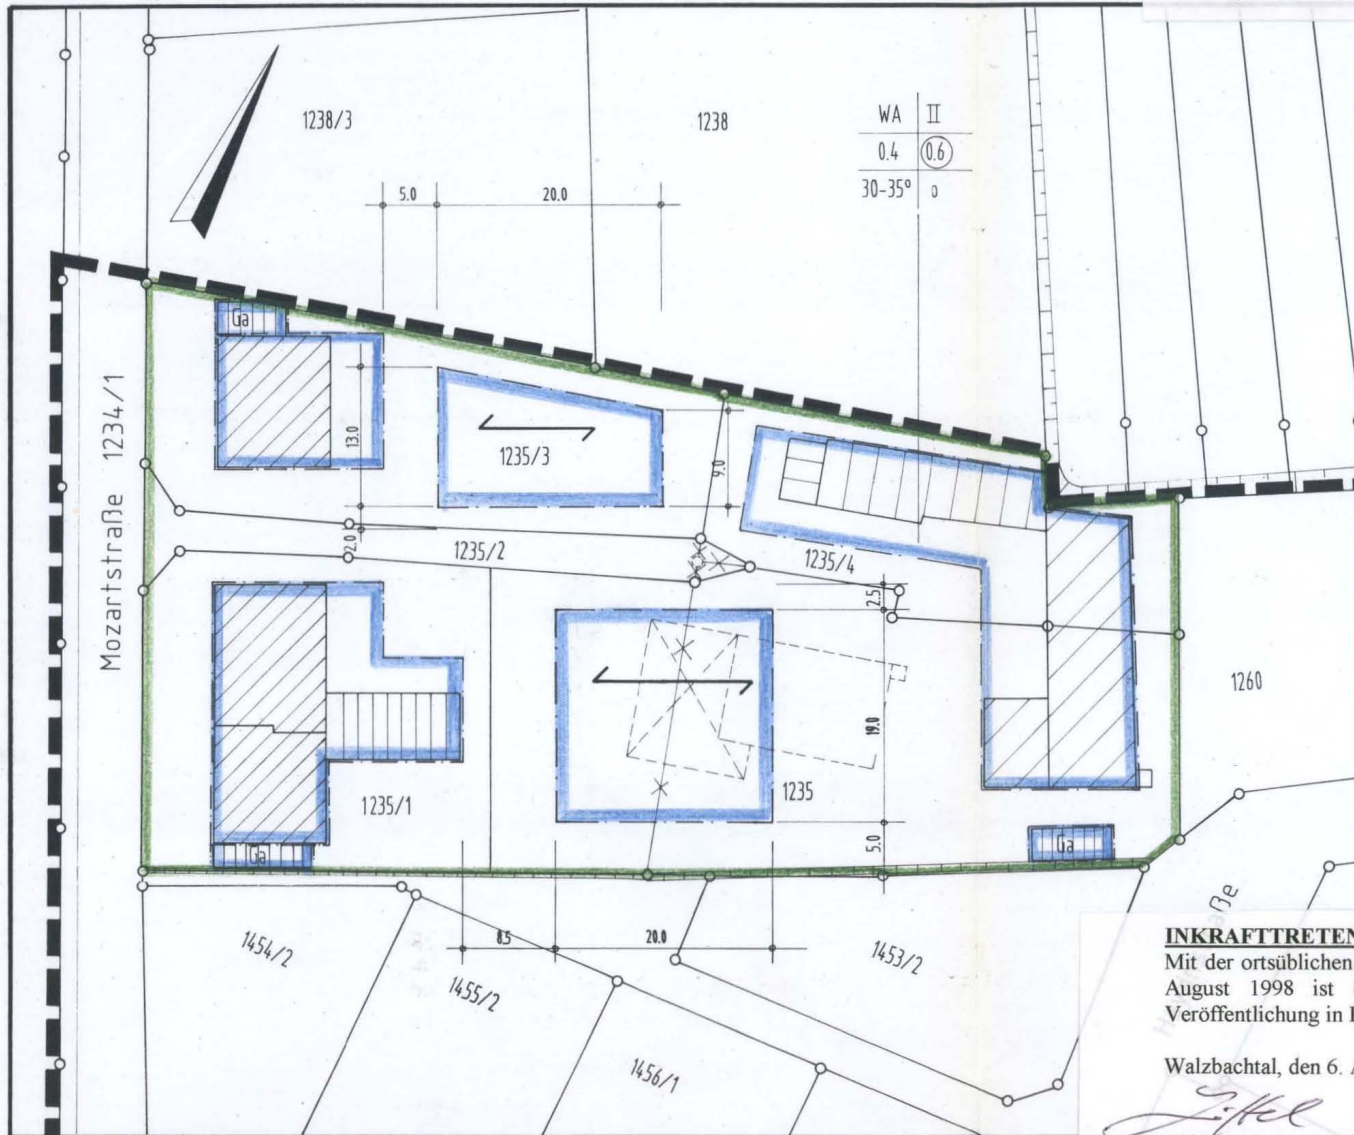 1238/3
1238
WA II
0.4 0.6
30-35° o
5.0
20.0
Ga
Mozartstraße 1234/1
13.0
1235/3
9.0
2.0
1235/2
1235/4
2.5
19.0
1260
1235
1235/1
5.0
Ga
Ga
8.5
20.0
1454/2
1455/2
1453/2
1456/1
INKRAFTTRETEN
Mit der ortsüblichen
August 1998 ist
Veröffentlichung in
Walzbachtal, den 6.